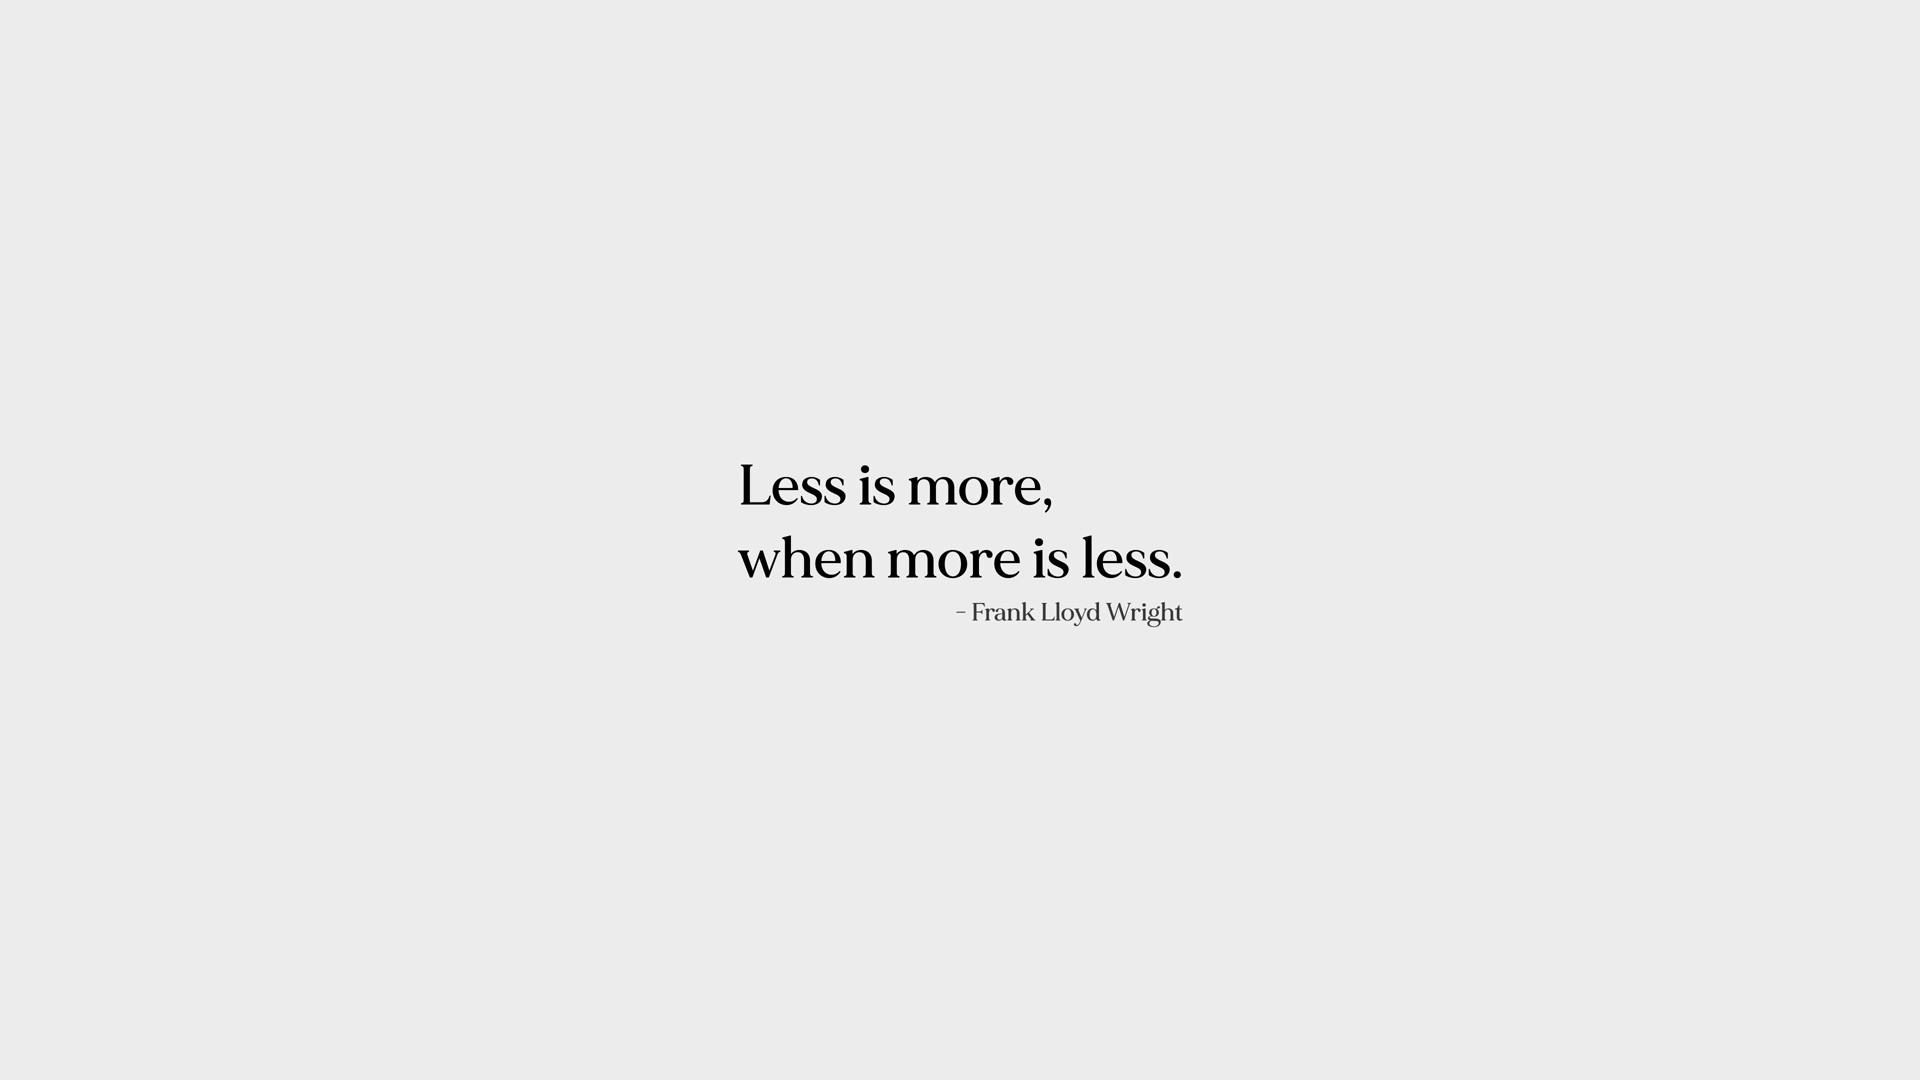 Less is more,
when more is less.
– Frank Lloyd Wright